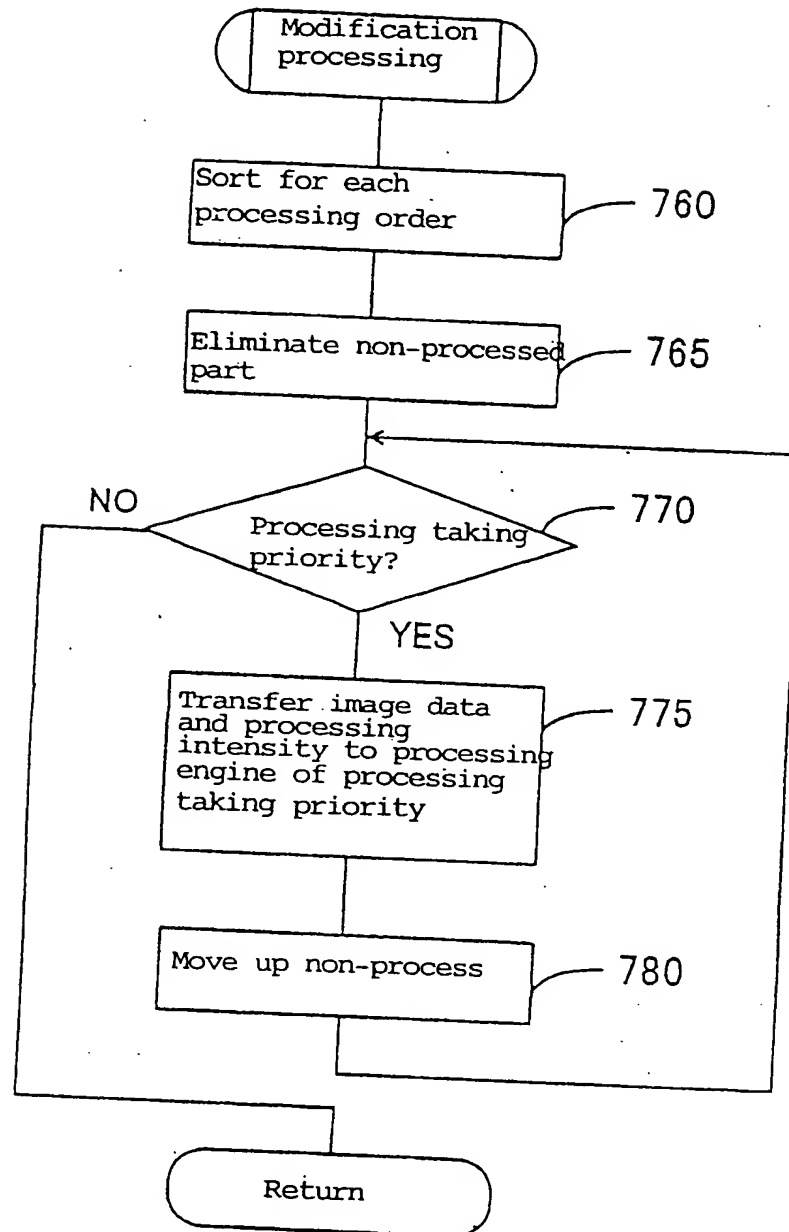 Modification
processing
Sort for each
processing order
760
Eliminate non-processed
part
765
NO
Processing taking
priority?
770
YES
Transfer image data
and processing
intensity to processing
engine of processing
taking priority
775
Move up non-process
780
Return